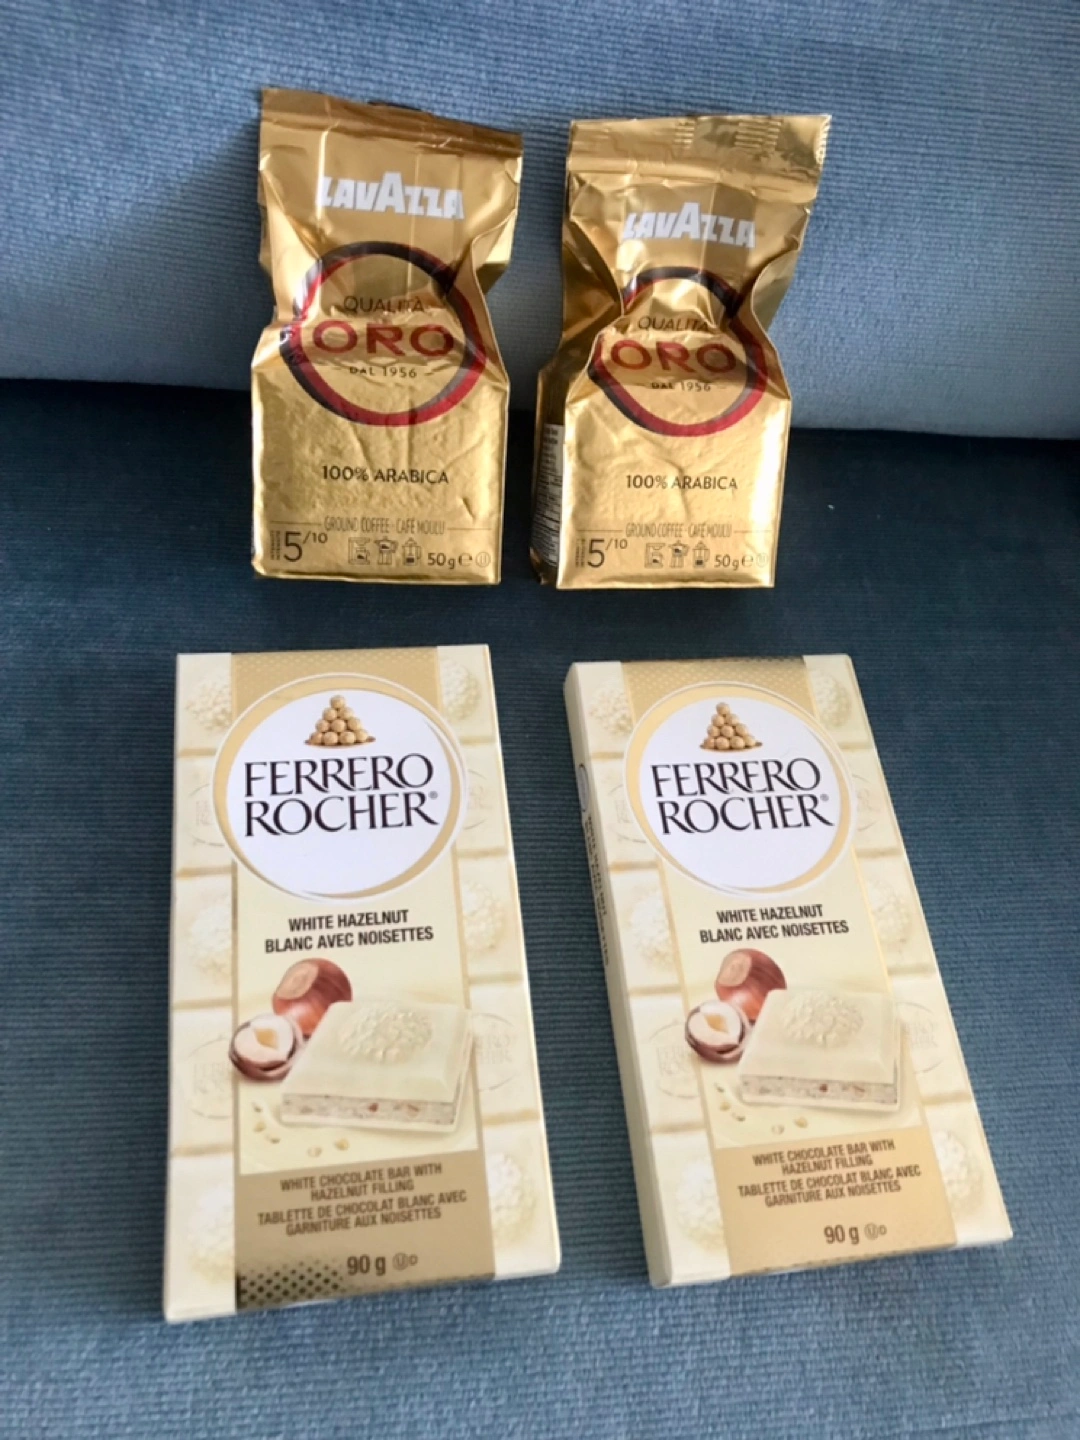 LAVAZZA
QUALITÀ
ORO
DAL 1956
100% ARABICA
GROUND COFFEE · CAFÉ MOULU
5/10
50g e
LAVAZZA
QUALITÀ
ORO
DAL 1956
100% ARABICA
GROUND COFFEE · CAFÉ MOULU
5/10
50g e
FERRERO
ROCHER®
WHITE HAZELNUT
BLANC AVEC NOISETTES
WHITE CHOCOLATE BAR WITH
HAZELNUT FILLING
TABLETTE DE CHOCOLAT BLANC AVEC
GARNITURE AUX NOISETTES
90 g UD
FERRERO
ROCHER®
WHITE HAZELNUT
BLANC AVEC NOISETTES
WHITE CHOCOLATE BAR WITH
HAZELNUT FILLING
TABLETTE DE CHOCOLAT BLANC AVEC
GARNITURE AUX NOISETTES
90 g UD